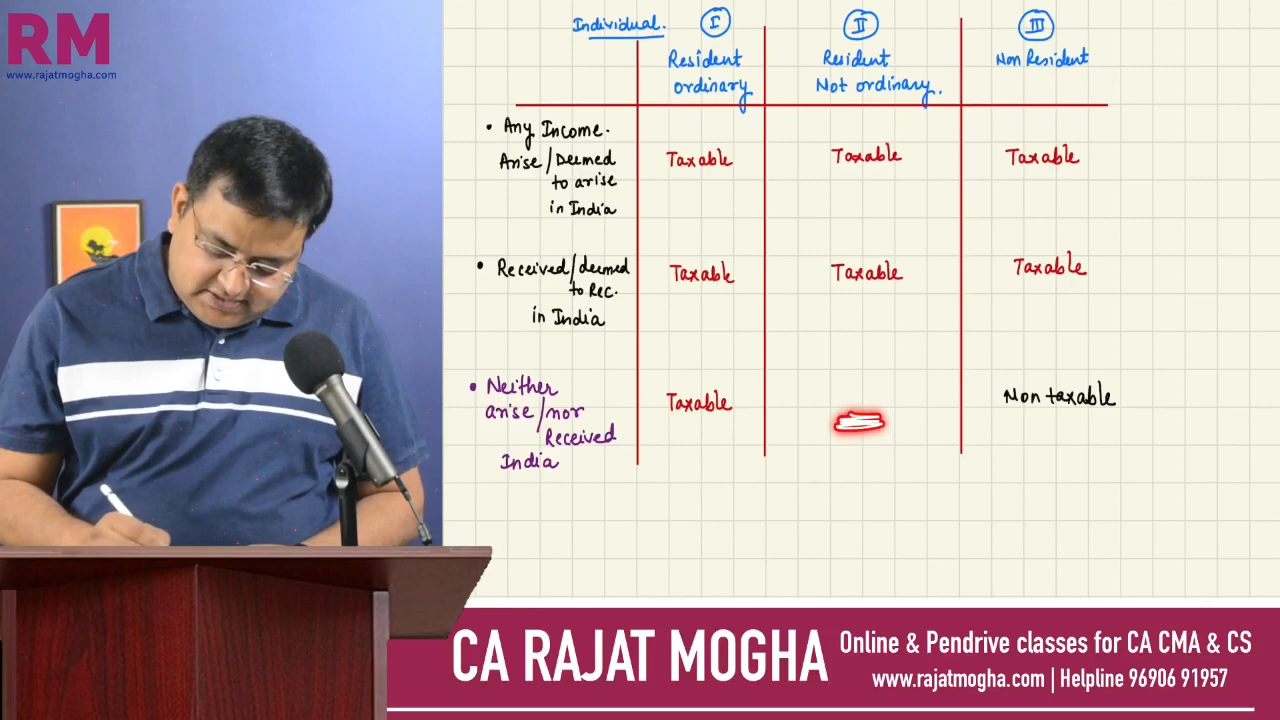 RM
www.rajatmogha.com
Individual.
I
II
III
Resident
ordinary
Resident
Not ordinary.
Non Resident
• Any Income.
Arise/Deemed
to arise
in India
Taxable
Taxable
Taxable
• Received/deemed
to Rec.
in India
Taxable
Taxable
Taxable
• Neither
arise/nor
Received
India
Taxable
Non taxable
CA RAJAT MOGHA
Online & Pendrive classes for CA CMA & CS
www.rajatmogha.com | Helpline 96906 91957